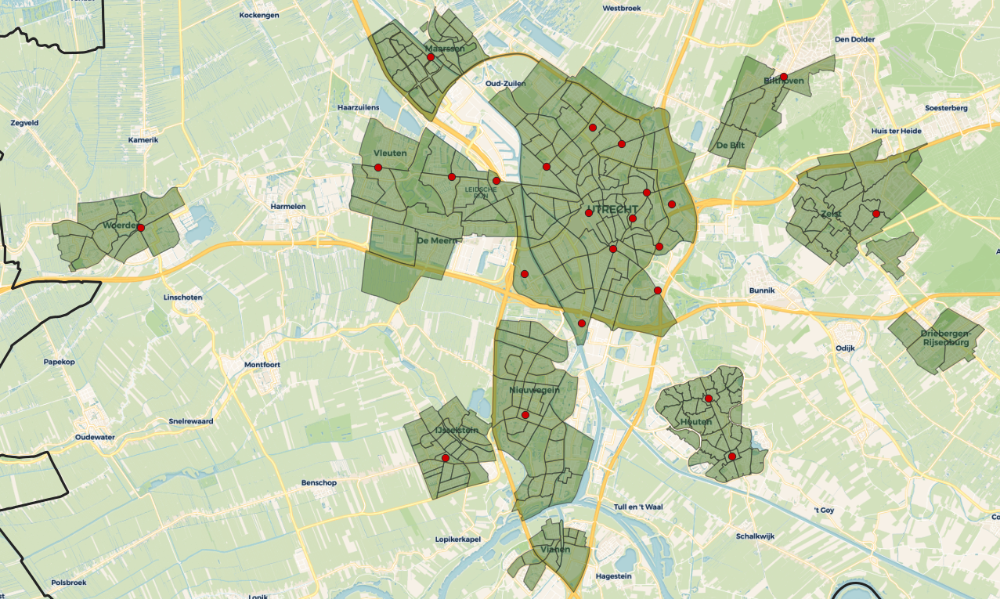 Kockengen
Westbroek
Den Dolder
Maarssen
Bilthoven
Oud-Zuilen
Haarzuilens
Soesterberg
Zegveld
Huis ter Heide
Kamerik
De Bilt
Vleuten
LEIDSCHE
RIJN
Harmelen
UTRECHT
Zeist
Woerden
De Meern
Bunnik
Linschoten
Driebergen-
Rijsenburg
Odijk
Papekop
Montfoort
Nieuwegein
Snelrewaard
Houten
IJsselstein
Oudewater
Benschop
Tull en 't Waal
't Goy
Schalkwijk
Lopikerkapel
Vianen
Hagestein
Polsbroek
Lopik